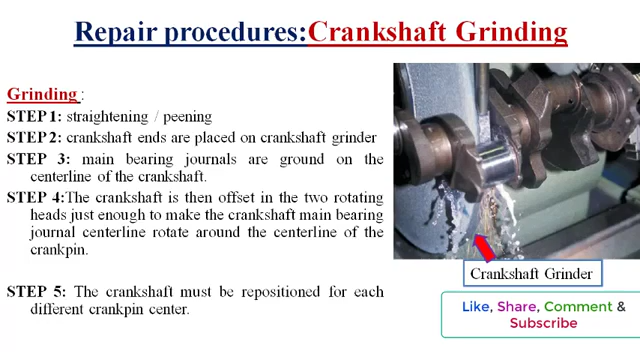 Repair procedures:Crankshaft Grinding
Grinding :
STEP 1: straightening / peening
STEP 2: crankshaft ends are placed on crankshaft grinder
STEP 3: main bearing journals are ground on the
centerline of the crankshaft.
STEP 4:The crankshaft is then offset in the two rotating
heads just enough to make the crankshaft main bearing
journal centerline rotate around the centerline of the
crankpin.
STEP 5: The crankshaft must be repositioned for each
different crankpin center.
Crankshaft Grinder
Like, Share, Comment &
Subscribe